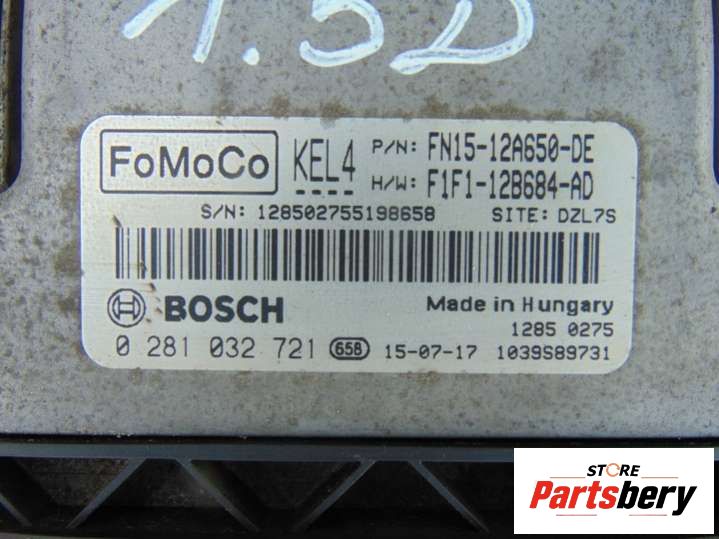 1.5D
FoMoCo KEL4 P/N: FN15-12A650-DE
H/W: F1F1-12B684-AD
S/N: 128502755198658 SITE: DZL7S
BOSCH Made in Hungary
1285 0275
0 281 032 721 658 15-07-17 1039S89731
STORE
Partsbery